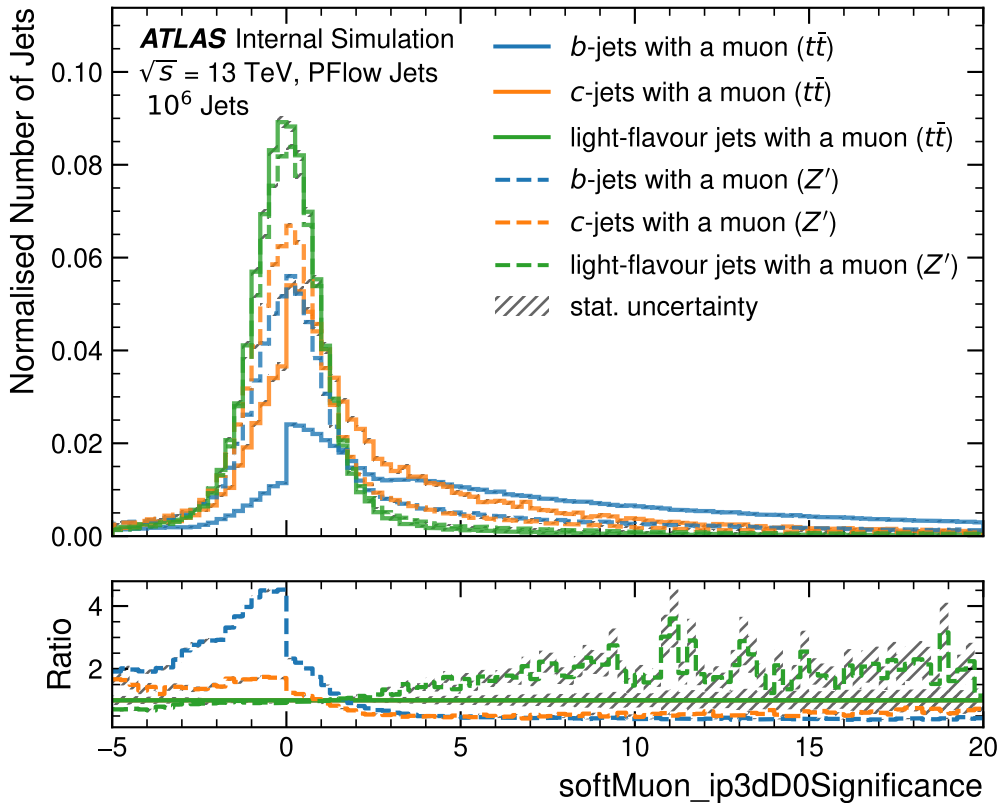 ATLAS Internal Simulation
√s = 13 TeV, PFlow Jets
10⁶ Jets
b-jets with a muon (tt̄)
c-jets with a muon (tt̄)
light-flavour jets with a muon (tt̄)
b-jets with a muon (Z′)
c-jets with a muon (Z′)
light-flavour jets with a muon (Z′)
stat. uncertainty
Normalised Number of Jets
0.10
0.08
0.06
0.04
0.02
0.00
Ratio
4
2
−5 0 5 10 15 20
softMuon_ip3dD0Significance